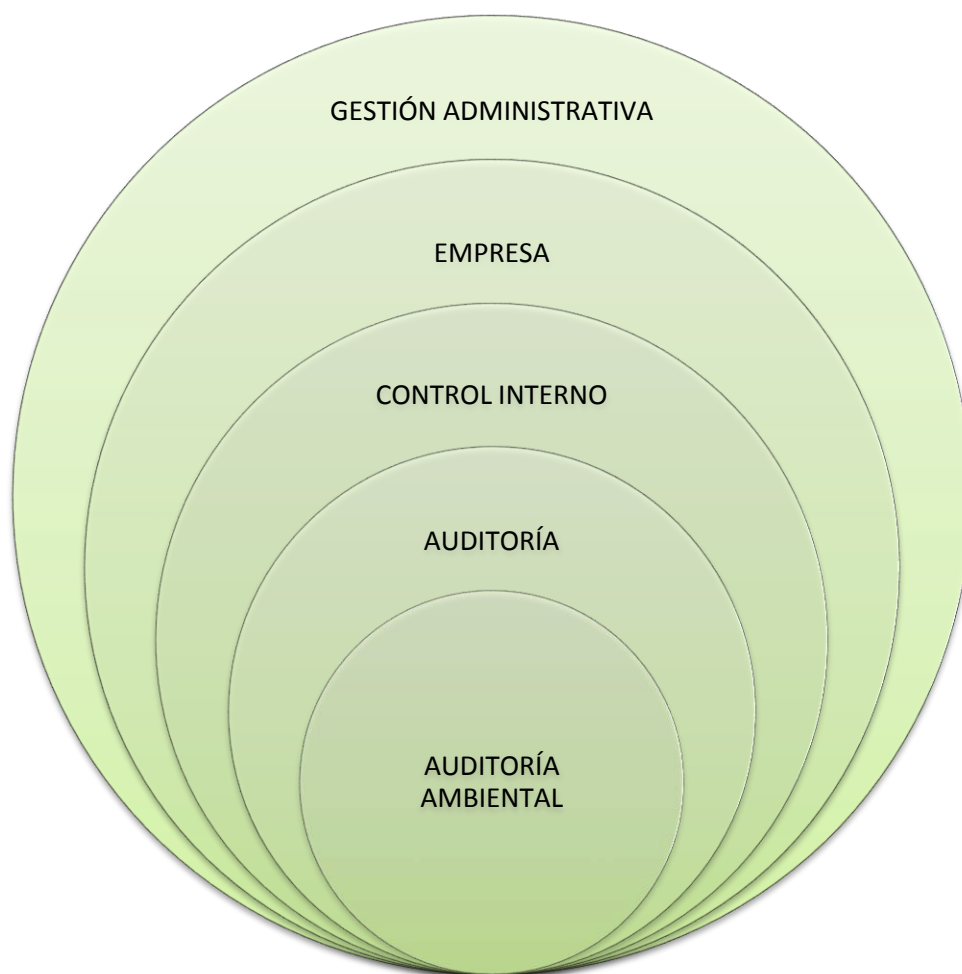 GESTIÓN ADMINISTRATIVA
EMPRESA
CONTROL INTERNO
AUDITORÍA
AUDITORÍA
AMBIENTAL